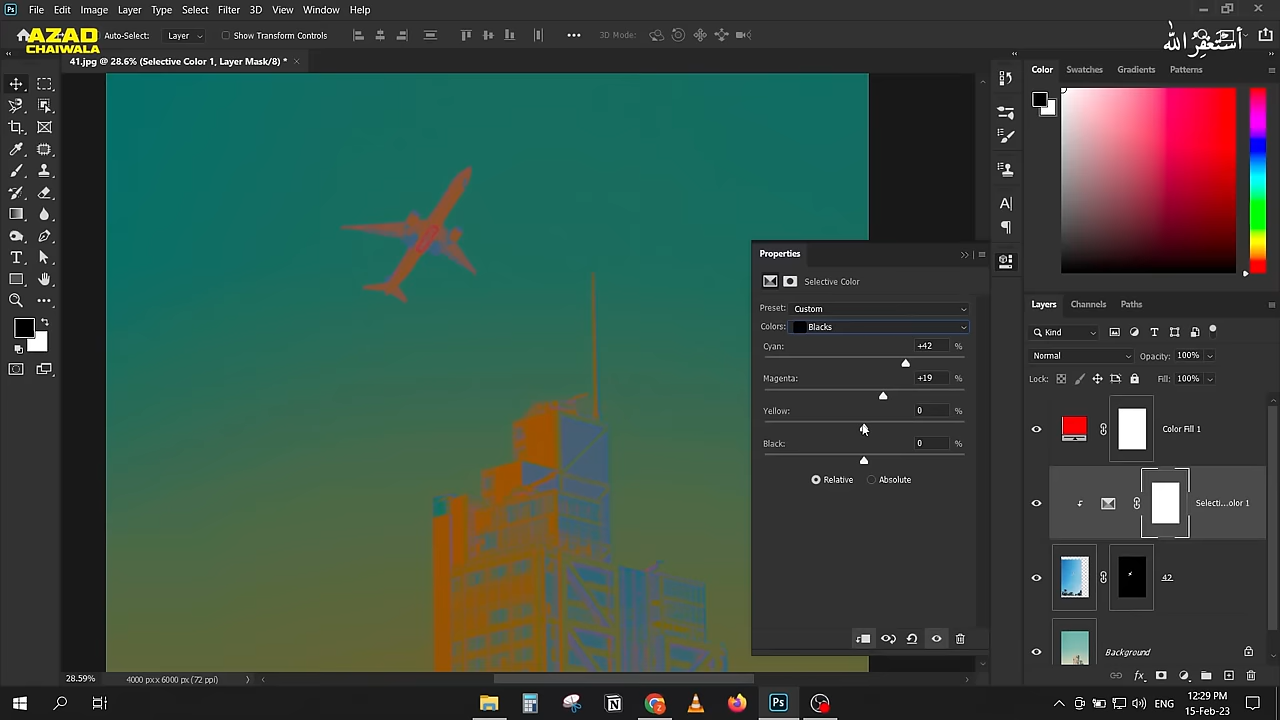 Ps File Edit Image Layer Type Select Filter 3D View Window Help
AZAD
CHAIWALA
Auto-Select: Layer Show Transform Controls 3D Mode:
أستغفر الله
41.jpg @ 28.6% (Selective Color 1, Layer Mask/8) *
Color Swatches Gradients Patterns
Properties
Selective Color
Preset: Custom
Colors: Blacks
Cyan: +42 %
Magenta: +19 %
Yellow: 0 %
Black: 0 %
Relative Absolute
Layers Channels Paths
Kind
Normal Opacity: 100%
Lock: Fill: 100%
Color Fill 1
Selecti...olor 1
42
Background
28.59% 4000 px x 6000 px (72 ppi)
ENG
12:29 PM
15-Feb-23